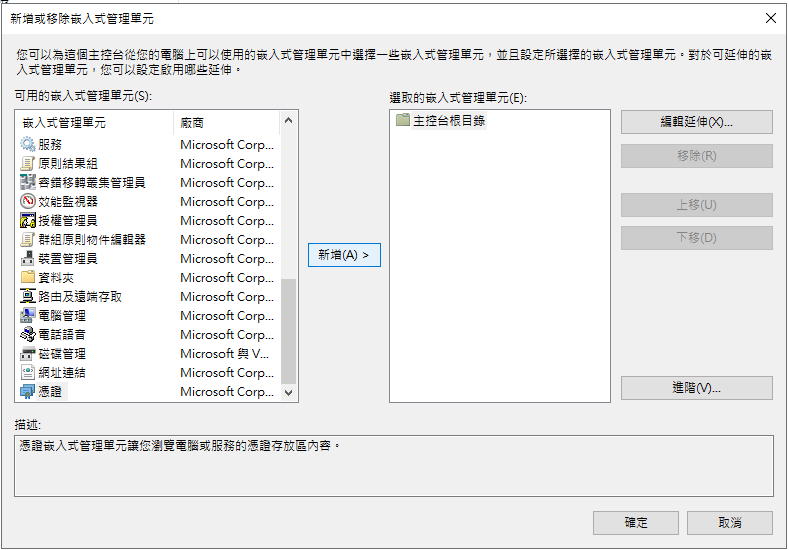 新增或移除嵌入式管理單元
您可以為這個主控台從您的電腦上可以使用的嵌入式管理單元中選擇一些嵌入式管理單元，並且設定所選擇的嵌入式管理單元。對於可延伸的嵌
入式管理單元，您可以設定啟用哪些延伸。
可用的嵌入式管理單元(S):
嵌入式管理單元 廠商
服務 Microsoft Corp...
原則結果組 Microsoft Corp...
容錯移轉叢集管理員 Microsoft Corp...
效能監視器 Microsoft Corp...
授權管理員 Microsoft Corp...
群組原則物件編輯器 Microsoft Corp...
裝置管理員 Microsoft Corp...
資料夾 Microsoft Corp...
路由及遠端存取 Microsoft Corp...
電腦管理 Microsoft Corp...
電話語音 Microsoft Corp...
磁碟管理 Microsoft 與 V...
網址連結 Microsoft Corp...
憑證 Microsoft Corp...
新增(A) >
選取的嵌入式管理單元(E):
主控台根目錄
編輯延伸(X)...
移除(R)
上移(U)
下移(D)
進階(V)...
描述:
憑證嵌入式管理單元讓您瀏覽電腦或服務的憑證存放區內容。
確定
取消